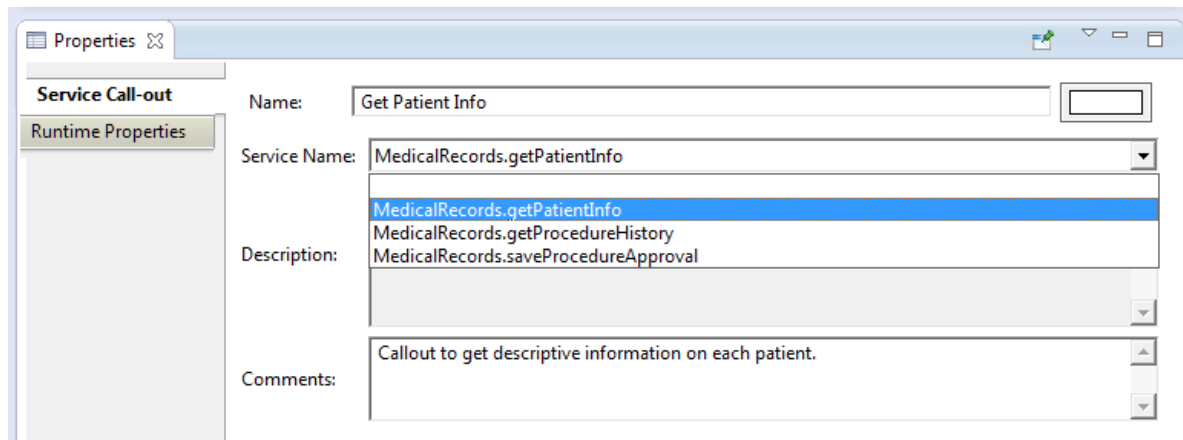 Properties
Service Call-out
Runtime Properties
Name: Get Patient Info
Service Name: MedicalRecords.getPatientInfo
MedicalRecords.getPatientInfo
MedicalRecords.getProcedureHistory
MedicalRecords.saveProcedureApproval
Description:
Comments: Callout to get descriptive information on each patient.